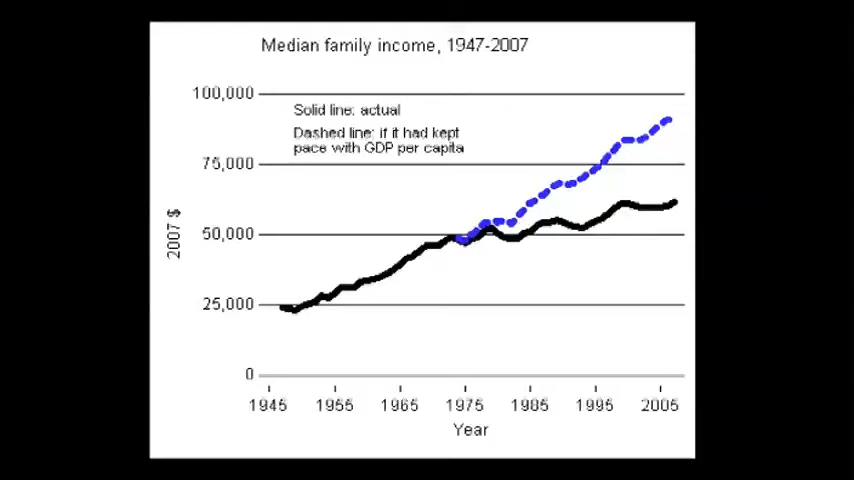 Median family income, 1947-2007
100,000
Solid line: actual
Dashed line: if it had kept
pace with GDP per capita
75,000
2007 $
50,000
25,000
0
1945 1955 1965 1975 1985 1995 2005
Year